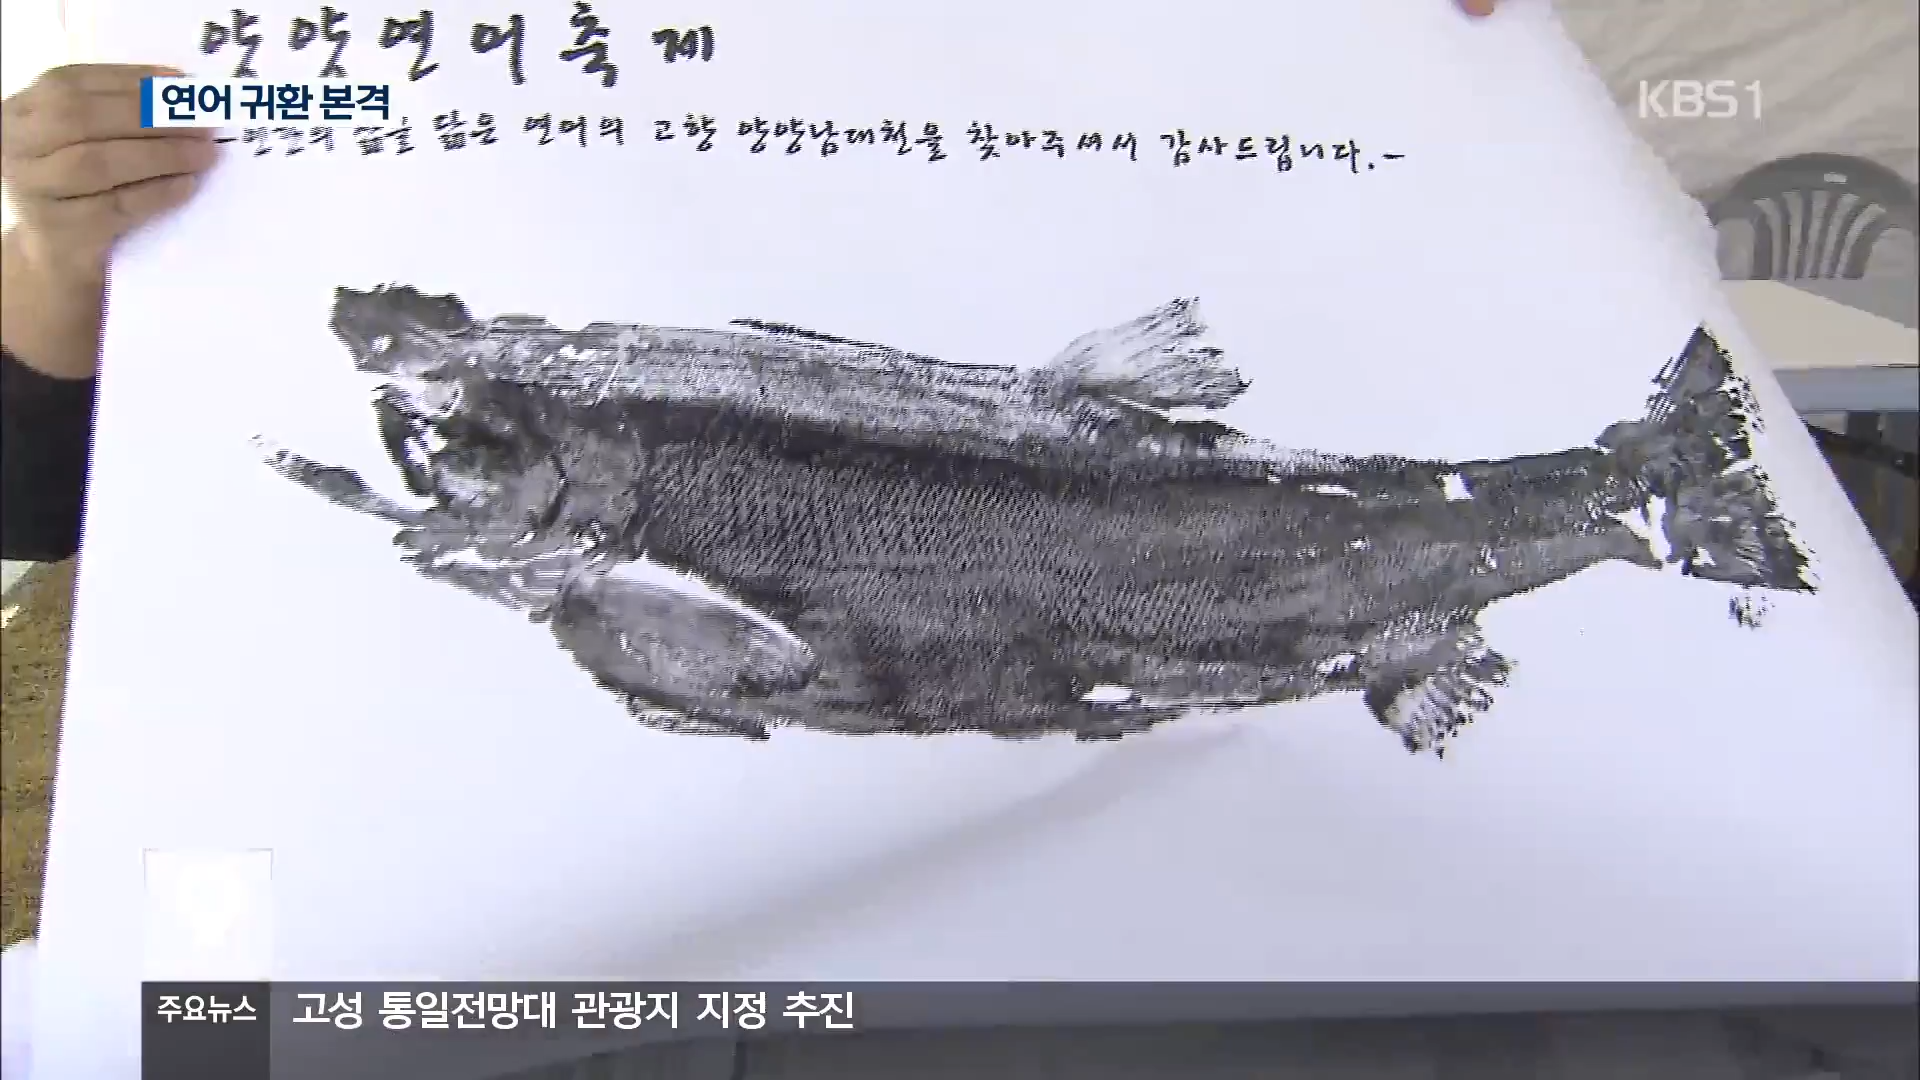 양양연어축제
연어 귀환 본격
KBS1
닮은 연어의 고향 양양남대천을 찾아주셔서 감사드립니다.-
주요뉴스 고성 통일전망대 관광지 지정 추진